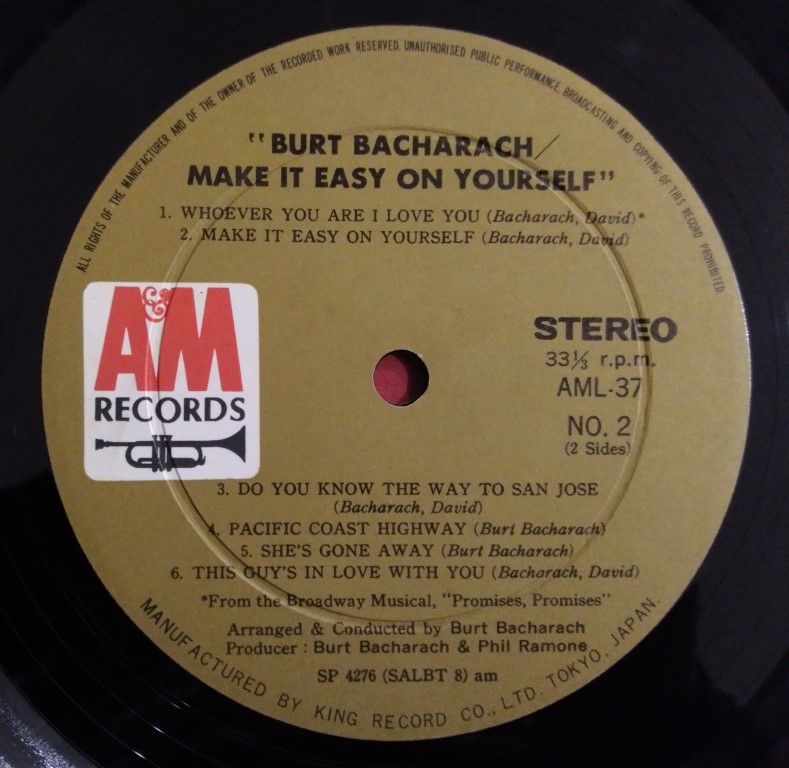 ALL RIGHTS OF THE MANUFACTURER AND OF THE OWNER OF THE RECORDED WORK RESERVED. UNAUTHORISED PUBLIC PERFORMANCE, BROADCASTING AND COPYING OF THIS RECORD PROHIBITED.
"BURT BACHARACH/
MAKE IT EASY ON YOURSELF"
1. WHOEVER YOU ARE I LOVE YOU (Bacharach, David)*
2. MAKE IT EASY ON YOURSELF (Bacharach, David)
A&M
RECORDS
STEREO
33⅓ r.p.m.
AML-37
NO. 2
(2 Sides)
3. DO YOU KNOW THE WAY TO SAN JOSE
(Bacharach, David)
4. PACIFIC COAST HIGHWAY (Burt Bacharach)
5. SHE'S GONE AWAY (Burt Bacharach)
6. THIS GUY'S IN LOVE WITH YOU (Bacharach, David)
*From the Broadway Musical, "Promises, Promises"
Arranged & Conducted by Burt Bacharach
Producer : Burt Bacharach & Phil Ramone
SP 4276 (SALBT 8) am
MANUFACTURED BY KING RECORD CO., LTD. TOKYO, JAPAN.